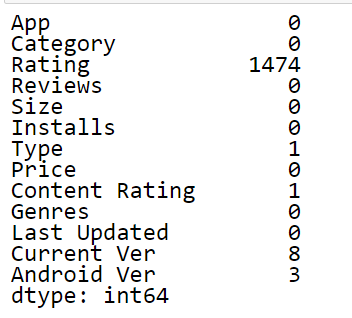 App 0
Category 0
Rating 1474
Reviews 0
Size 0
Installs 0
Type 1
Price 0
Content Rating 1
Genres 0
Last Updated 0
Current Ver 8
Android Ver 3
dtype: int64